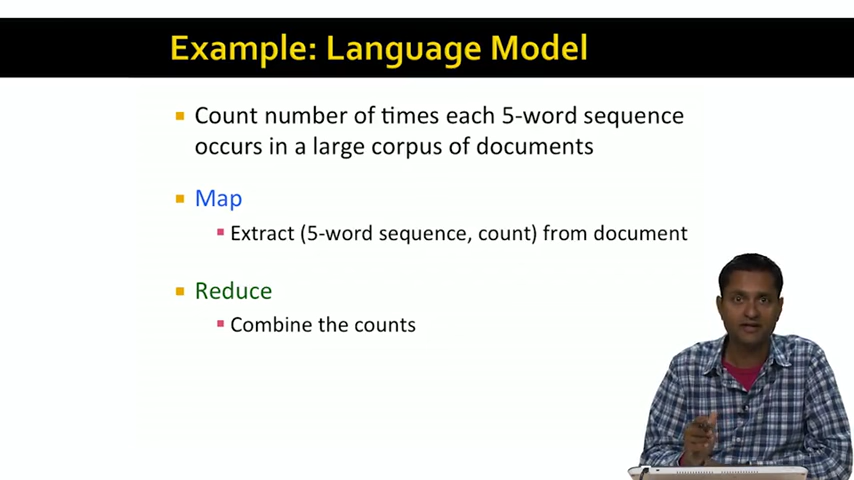 Example: Language Model
Count number of times each 5-word sequence
occurs in a large corpus of documents
Map
Extract (5-word sequence, count) from document
Reduce
Combine the counts